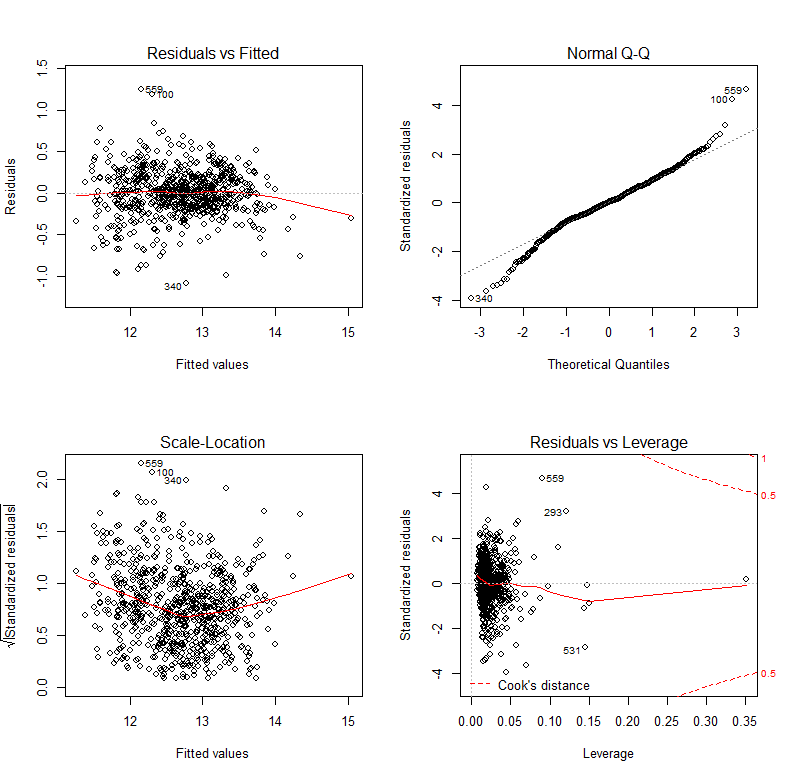 Residuals vs Fitted
Residuals
1.5
1.0
0.5
0.0
-0.5
-1.0
559
100
340
12 13 14 15
Fitted values
Normal Q-Q
Standardized residuals
4
2
0
-2
-4
559
100
340
-3 -2 -1 0 1 2 3
Theoretical Quantiles
Scale-Location
√|Standardized residuals|
2.0
1.5
1.0
0.5
0.0
559
100
340
12 13 14 15
Fitted values
Residuals vs Leverage
Standardized residuals
4
2
0
-2
-4
559
293
531
1
0.5
0.5
Cook's distance
0.00 0.05 0.10 0.15 0.20 0.25 0.30 0.35
Leverage